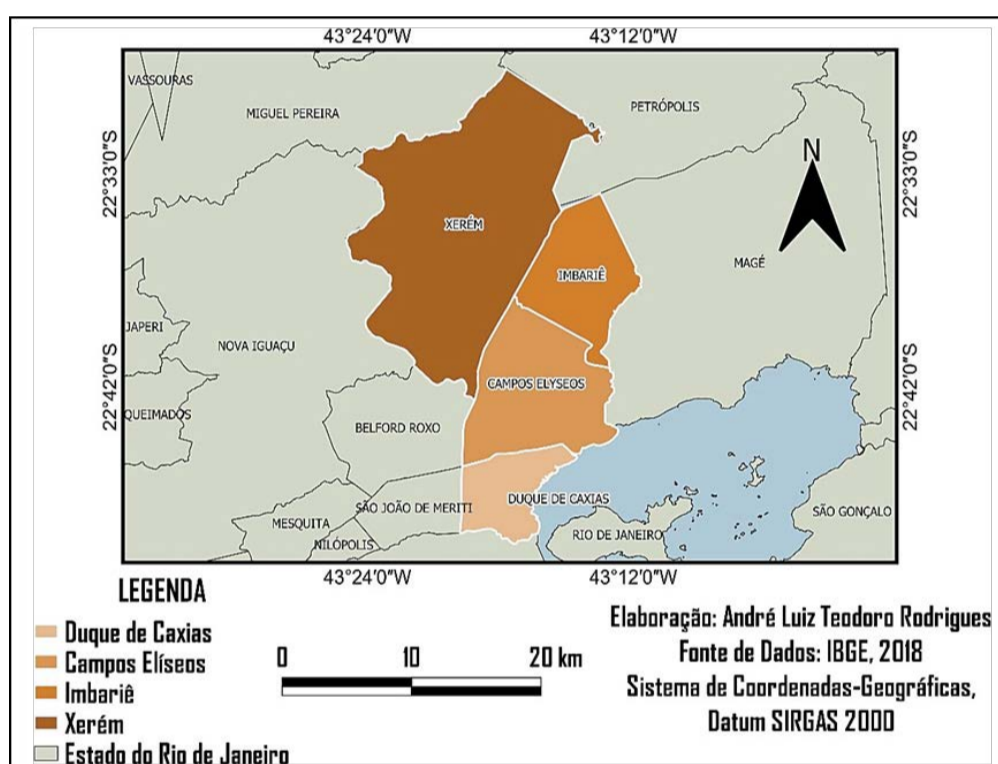 43°24'0"W
43°12'0"W
VASSOURAS
MIGUEL PEREIRA
PETRÓPOLIS
22°33'0"S
22°33'0"S
N
XERÉM
IMBARIÊ
MAGÉ
JAPERI
NOVA IGUAÇU
22°42'0"S
22°42'0"S
CAMPOS ELYSEOS
QUEIMADOS
BELFORD ROXO
DUQUE DE CAXIAS
SÃO JOÃO DE MERITI
SÃO GONÇALO
MESQUITA
RIO DE JANEIRO
NILÓPOLIS
43°24'0"W
43°12'0"W
LEGENDA
Duque de Caxias
Campos Elíseos
Imbariê
Xerém
Estado do Rio de Janeiro
0 10 20 km
Elaboração: André Luiz Teodoro Rodrigues
Fonte de Dados: IBGE, 2018
Sistema de Coordenadas-Geográficas,
Datum SIRGAS 2000